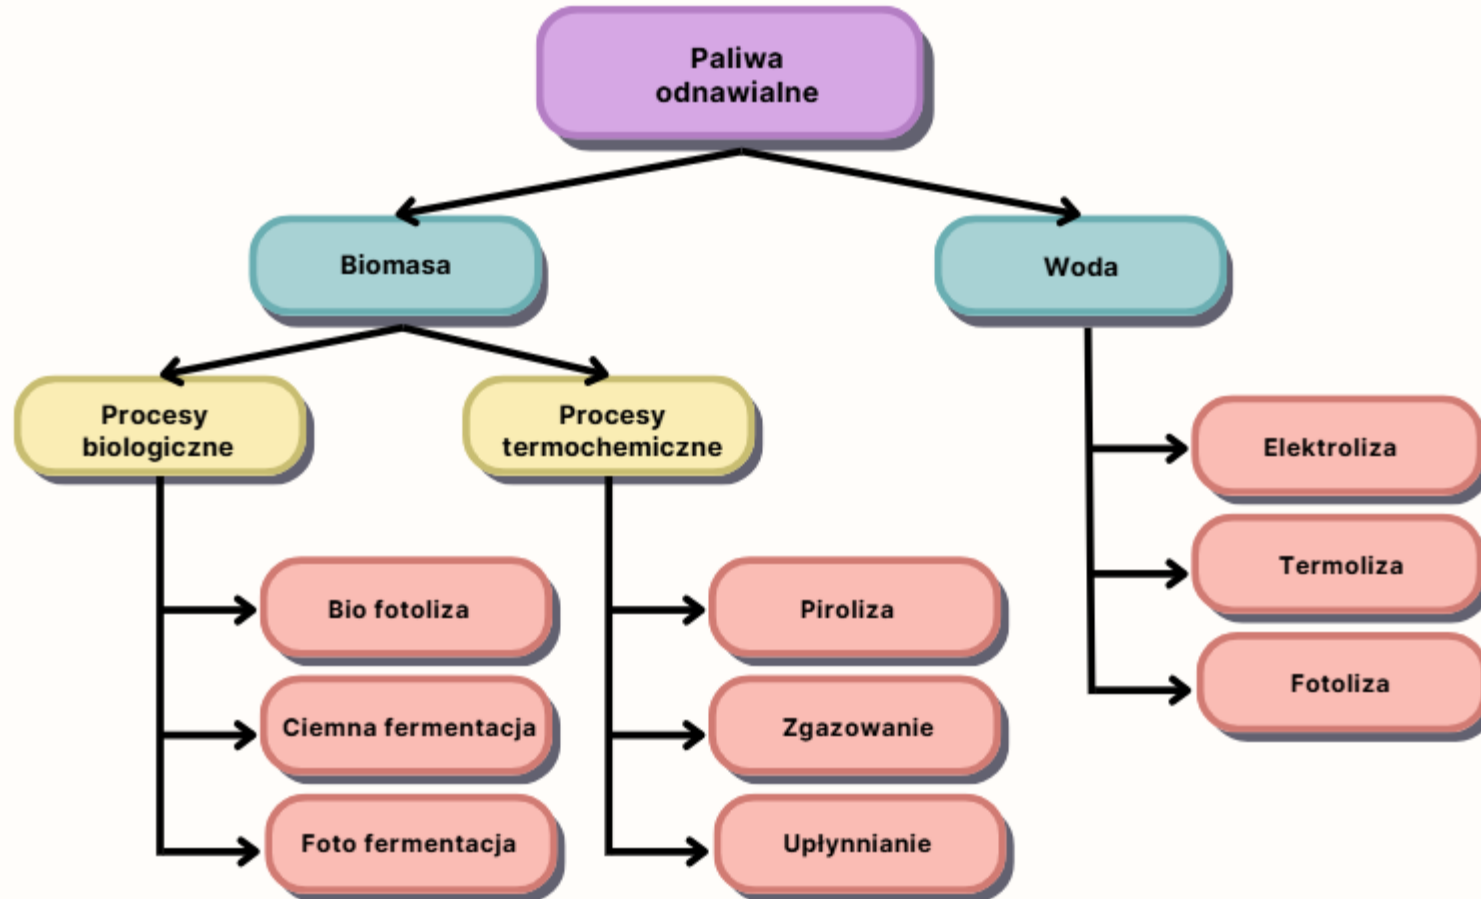 Paliwa
odnawialne
Biomasa
Woda
Procesy
biologiczne
Procesy
termochemiczne
Elektroliza
Termoliza
Fotoliza
Bio fotoliza
Ciemna fermentacja
Foto fermentacja
Piroliza
Zgazowanie
Upłynnianie